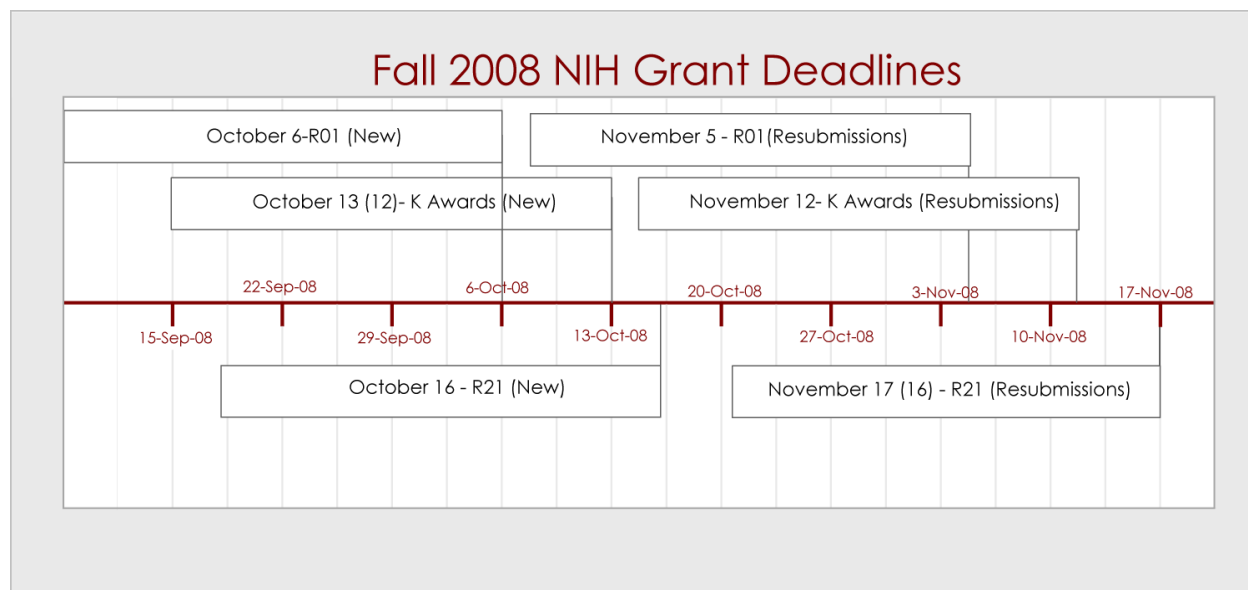 Fall 2008 NIH Grant Deadlines
October 6-R01 (New)
November 5 - R01(Resubmissions)
October 13 (12)- K Awards (New)
November 12- K Awards (Resubmissions)
22-Sep-08
6-Oct-08
20-Oct-08
3-Nov-08
17-Nov-08
15-Sep-08
29-Sep-08
13-Oct-08
27-Oct-08
10-Nov-08
October 16 - R21 (New)
November 17 (16) - R21 (Resubmissions)